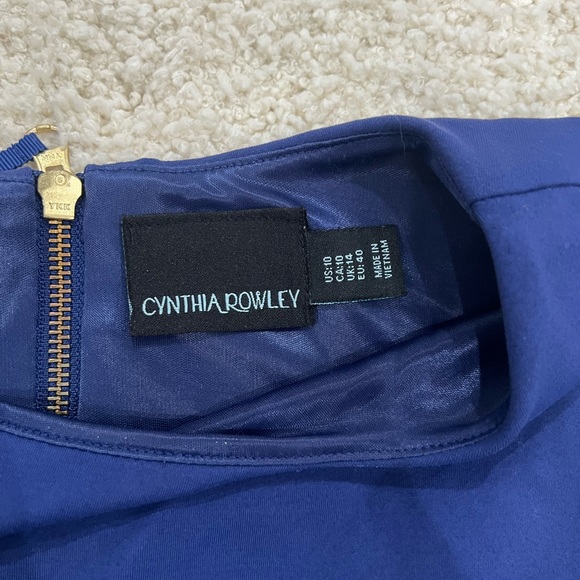 YKK
CYNTHIA ROWLEY
US:10
CA:10
UK:14
EU: 40
MADE IN
VIETNAM